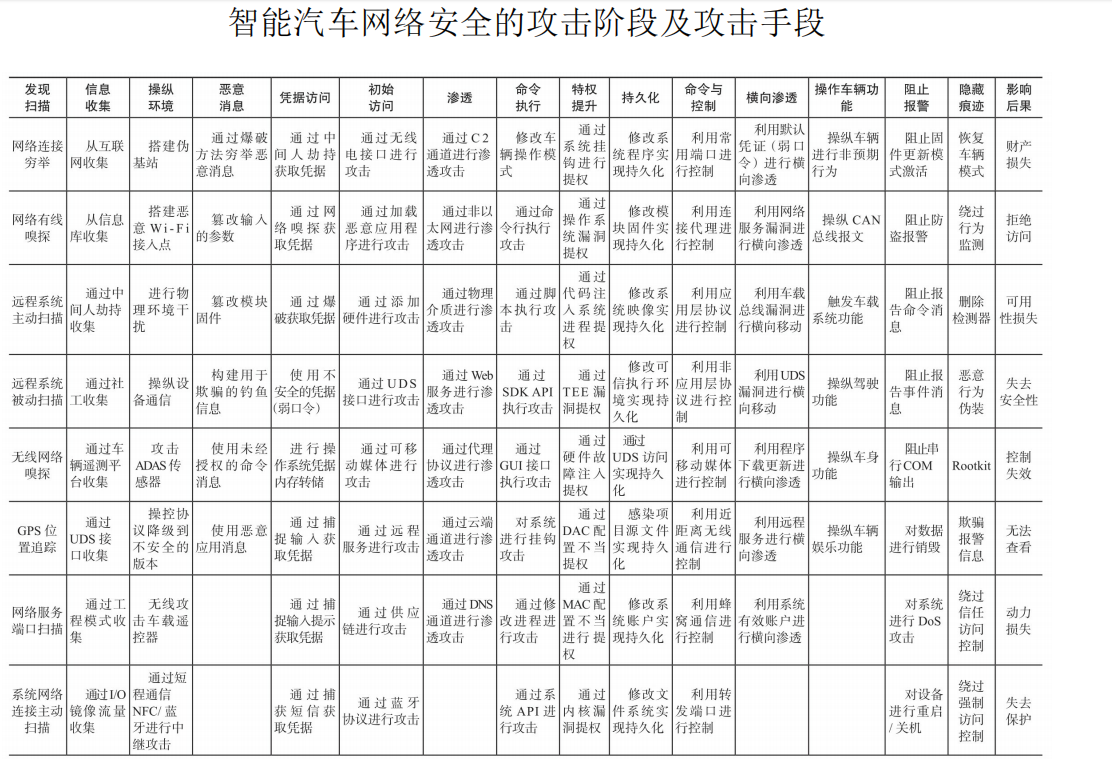 智能汽车网络安全的攻击阶段及攻击手段
发现 信息 操纵 恶意 凭据访问 初始 渗透 命令 特权 持久化 命令与 横向渗透 操作车辆功 阻止 隐藏 影响
扫描 收集 环境 消息 访问 执行 提升 控制 能 报警 痕迹 后果
网络连接
穷举
从互联
网收集
搭建伪
基站
通过爆破
方法穷举恶
意消息
通过中
间人劫持
获取凭据
通过无线
电接口进行
攻击
通过C2
通道进行渗
透攻击
修改车
辆操作模
式
通过
系统挂
钩进行
提权
修改系
统程序实
现持久化
利用常
用端口进
行控制
利用默认
凭证（弱口
令）进行横
向渗透
操纵车辆
进行非预期
行为
阻止固
件更新模
式激活
恢复
车辆
模式
财产
损失
网络有线
嗅探
从信息
库收集
搭建恶
意Wi-Fi
接入点
篡改输入
的参数
通过网
络嗅探获
取凭据
通过加载
恶意应用程
序进行攻击
通过非以
太网进行渗
透攻击
通过命
令行执行
攻击
通过
操作系
统漏洞
提权
修改模
块固件实
现持久化
利用连
接代理进
行控制
利用网络
服务漏洞进
行横向渗透
操纵CAN
总线报文
阻止防
盗报警
绕过
行为
监测
拒绝
访问
远程系统
主动扫描
通过中
间人劫持
收集
进行物
理环境干
扰
篡改模块
固件
通过爆
破获取凭据
通过添加
硬件进行攻击
通过物理
介质进行渗
透攻击
通过脚
本执行攻
击
通过
代码注
入系统
进程提
权
修改系
统映像实
现持久化
利用应
用层协议
进行控制
利用车载
总线漏洞进
行横向移动
触发车载
系统功能
阻止报
告命令消
息
删除
检测器
可用
性损失
远程系统
被动扫描
通过社
工收集
操纵设
备通信
构建用于
欺骗的钓鱼
信息
使用不
安全的凭据
(弱口令)
通过UDS
接口进行攻击
通过Web
服务进行渗
透攻击
通过
SDK API
执行攻击
通过
TEE漏
洞提权
修改可
信执行环
境实现持
久化
利用非
应用层协
议进行控
制
利用UDS
漏洞进行横
向移动
操纵驾驶
功能
阻止报
告事件消
息
恶意
行为
伪装
失去
安全性
无线网络
嗅探
通过车
辆遥测平
台收集
攻击
ADAS传
感器
使用未经
授权的命令
消息
进行操
作系统凭据
内存转储
通过可移
动媒体进行
攻击
通过代理
协议进行渗
透攻击
通过
GUI接口
执行攻击
通过
硬件故
障注入
提权
通过
UDS访问
实现持久
化
利用可
移动媒体
进行控制
利用程序
下载更新进
行横向渗透
操纵车身
功能
阻止串
行COM
输出
Rootkit
控制
失效
GPS位
置追踪
通过
UDS接
口收集
操控协
议降级到
不安全的
版本
使用恶意
应用消息
通过捕
捉输入获
取凭据
通过远程
服务进行攻击
通过云端
通道进行渗
透攻击
对系统
进行挂钩
攻击
通过
DAC配
置不当
提权
感染项
目源文件
实现持久
化
利用近
距离无线
通信进行
控制
利用远程
服务进行横
向渗透
操纵车辆
娱乐功能
对数据
进行销毁
欺骗
报警
信息
无法
查看
网络服务
端口扫描
通过工
程模式收
集
无线攻
击车载遥
控器
通过捕
捉输入提示
获取凭据
通过供应
链进行攻击
通过DNS
通道进行渗
透攻击
通过修
改进程进
行攻击
通过
MAC配
置不当
进行提
权
修改系
统账户实
现持久化
利用蜂
窝通信进
行控制
利用系统
有效账户进
行横向渗透
对系统
进行DoS
攻击
绕过
信任
访问
控制
动力
损失
系统网络
连接主动
扫描
通过I/O
镜像流量
收集
通过短
程通信
NFC/蓝
牙进行中
继攻击
通过捕
获短信获
取凭据
通过蓝牙
协议进行攻击
通过系
统API进
行攻击
通过
内核漏
洞提权
修改文
件系统实
现持久化
利用转
发端口进
行控制
对设备
进行重启
/关机
绕过
强制
访问
控制
失去
保护